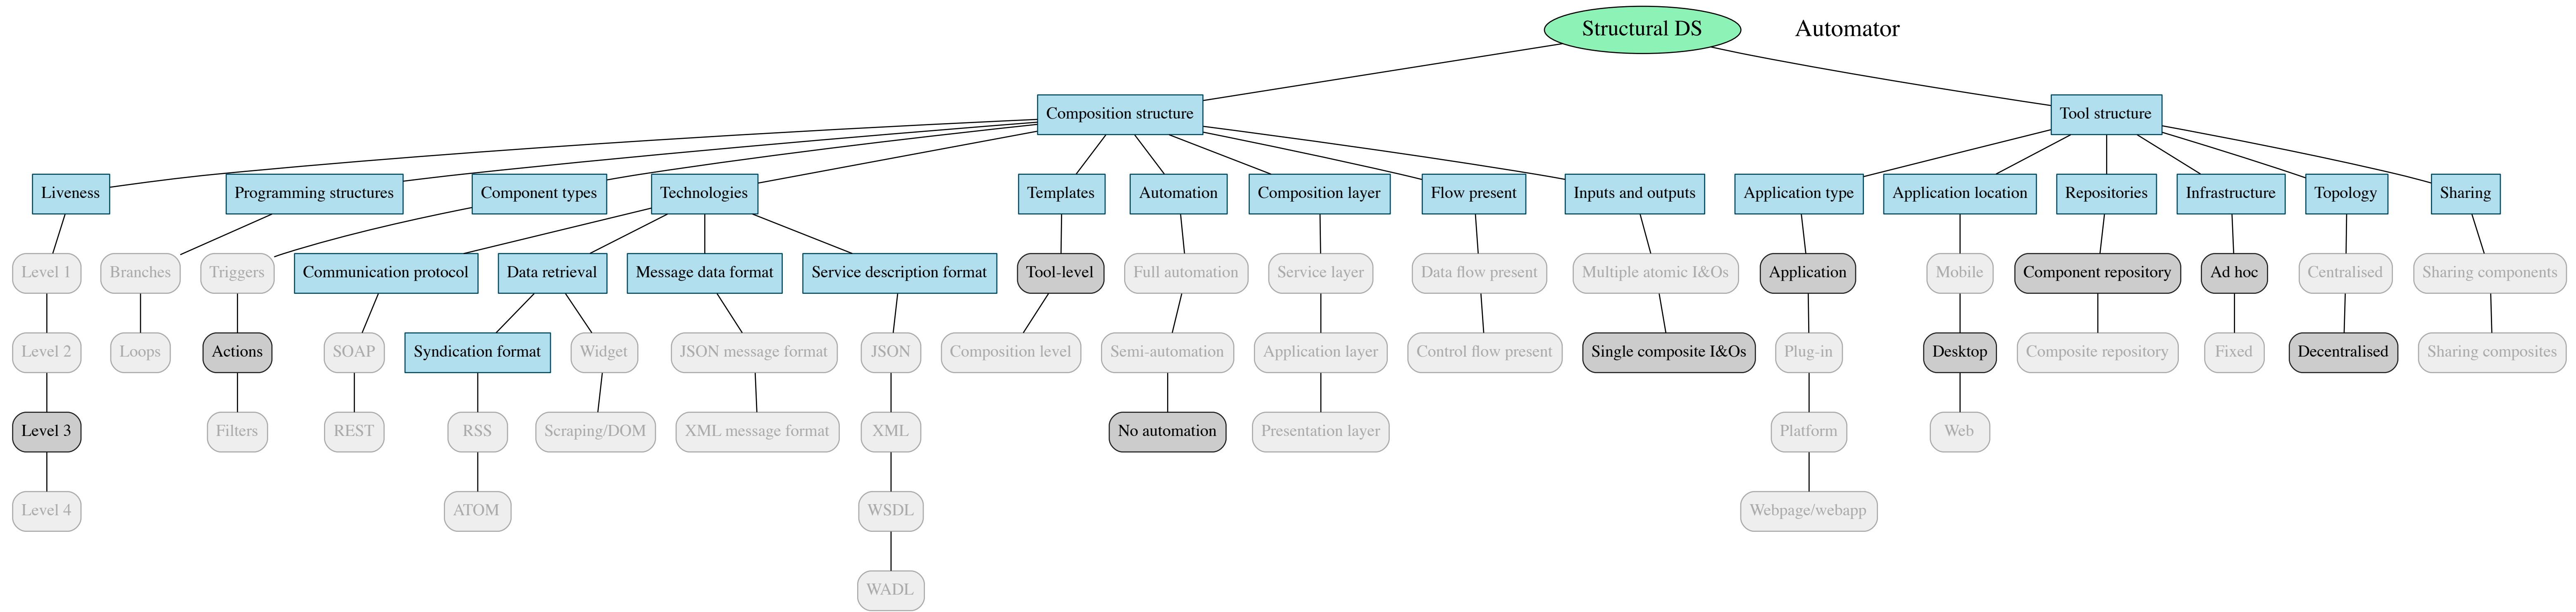 Structural DS
Automator
Composition structure
Tool structure
Liveness
Programming structures
Component types
Technologies
Templates
Automation
Composition layer
Flow present
Inputs and outputs
Application type
Application location
Repositories
Infrastructure
Topology
Sharing
Level 1
Branches
Triggers
Communication protocol
Data retrieval
Message data format
Service description format
Tool-level
Full automation
Service layer
Data flow present
Multiple atomic I&Os
Application
Mobile
Component repository
Ad hoc
Centralised
Sharing components
Level 2
Loops
Actions
SOAP
Syndication format
Widget
JSON message format
JSON
Composition level
Semi-automation
Application layer
Control flow present
Single composite I&Os
Plug-in
Desktop
Composite repository
Fixed
Decentralised
Sharing composites
Level 3
Filters
REST
RSS
Scraping/DOM
XML message format
XML
No automation
Presentation layer
Platform
Web
Level 4
ATOM
WSDL
Webpage/webapp
WADL